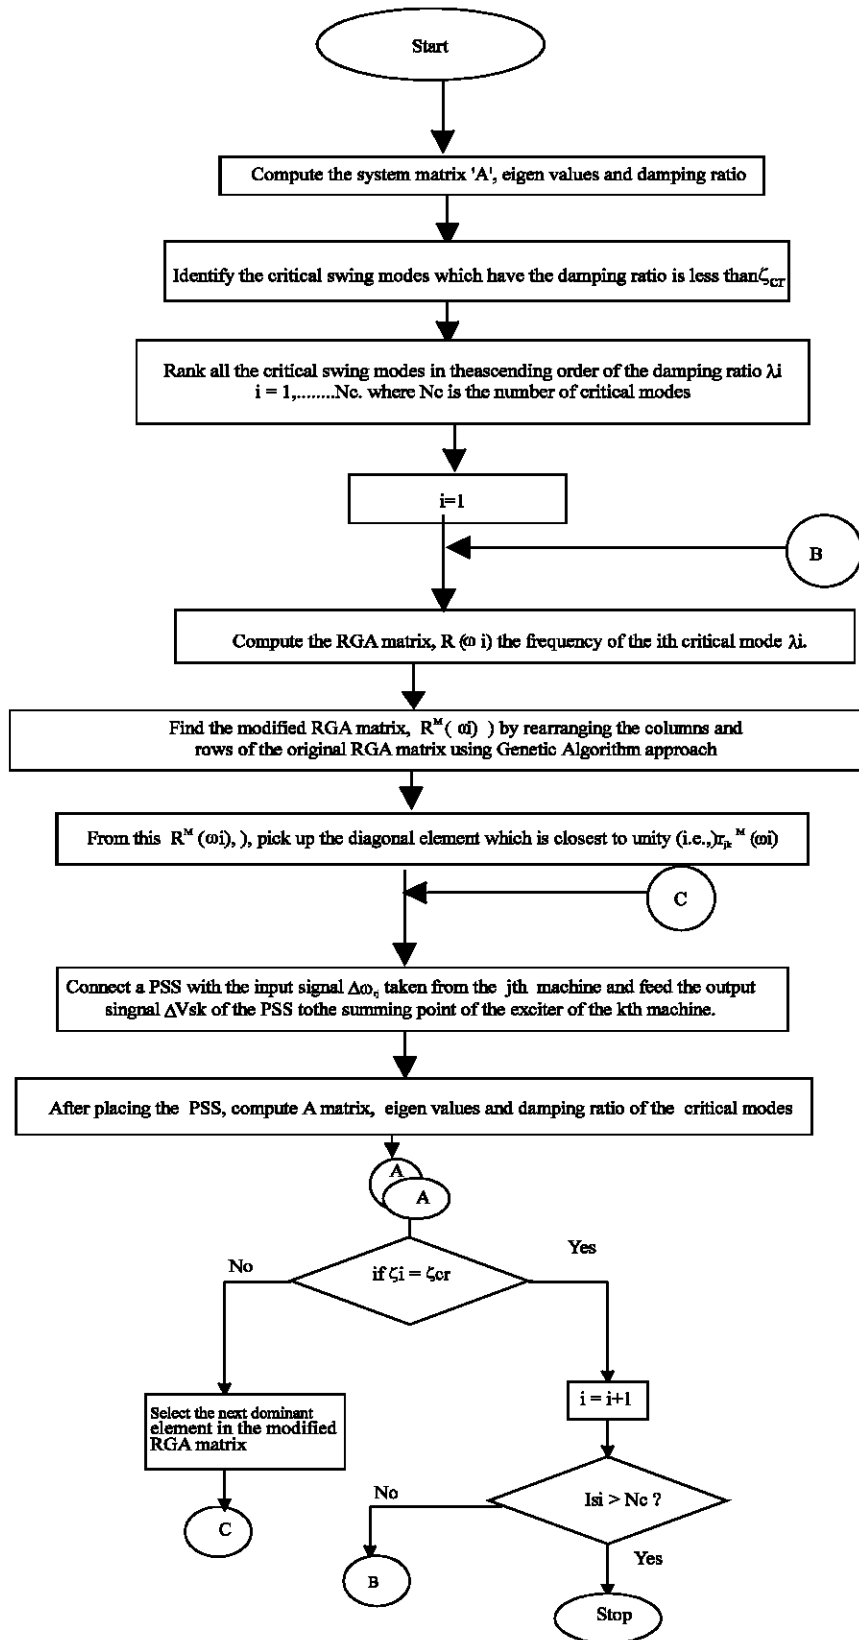 Start
Compute the system matrix 'A', eigen values and damping ratio
Identify the critical swing modes which have the damping ratio is less than ζcr
Rank all the critical swing modes in theascending order of the damping ratio λi
i = 1,........Nc. where Nc is the number of critical modes
i=1
B
Compute the RGA matrix, R (ω i) the frequency of the ith critical mode λi.
Find the modified RGA matrix, R^M ( ωi) ) by rearranging the columns and
rows of the original RGA matrix using Genetic Algorithm approach
From this R^M (ωi), ), pick up the diagonal element which is closest to unity (i.e.,)r_jk^M (ωi)
C
Connect a PSS with the input signal Δω_j taken from the jth machine and feed the output
singnal ΔVsk of the PSS tothe summing point of the exciter of the kth machine.
After placing the PSS, compute A matrix, eigen values and damping ratio of the critical modes
A
A
if ζi = ζcr
No
Yes
Select the next dominant
element in the modified
RGA matrix
i = i+1
C
Isi > Nc ?
No
Yes
B
Stop